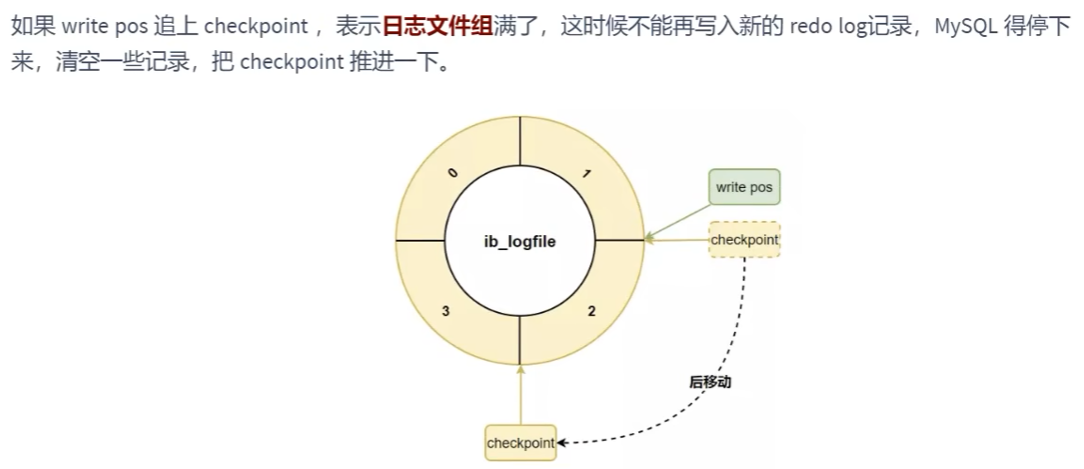 如果 write pos 追上 checkpoint ，表示日志文件组满了，这时候不能再写入新的 redo log记录，MySQL 得停下
来，清空一些记录，把 checkpoint 推进一下。
0
1
write pos
ib_logfile
checkpoint
3
2
后移动
checkpoint